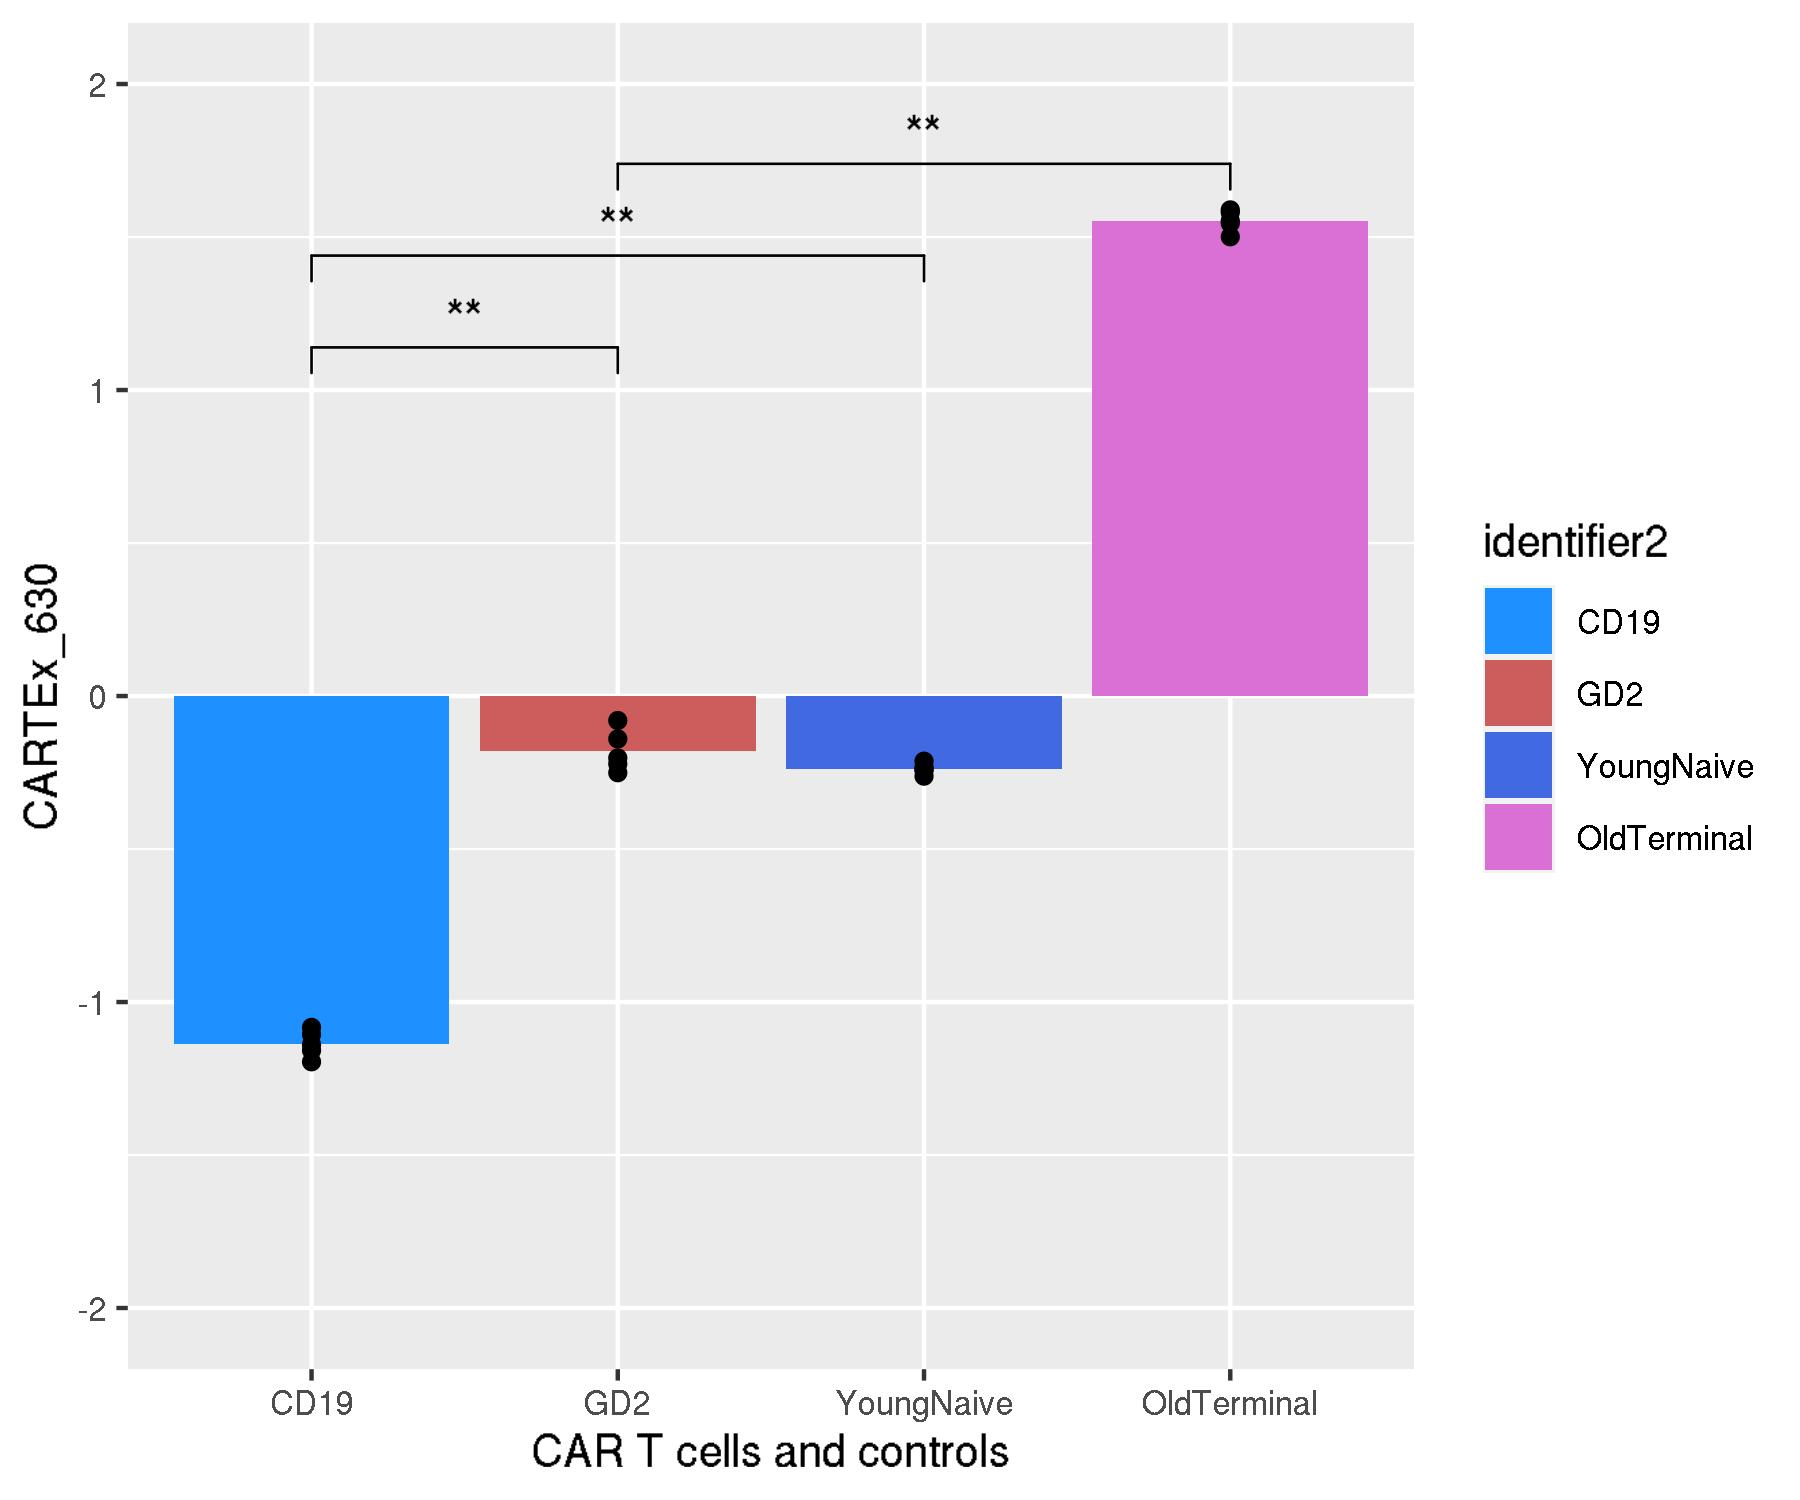 CARTEx_630
2
1
0
-1
-2
**
**
**
CD19
GD2
YoungNaive
OldTerminal
CAR T cells and controls
identifier2
CD19
GD2
YoungNaive
OldTerminal